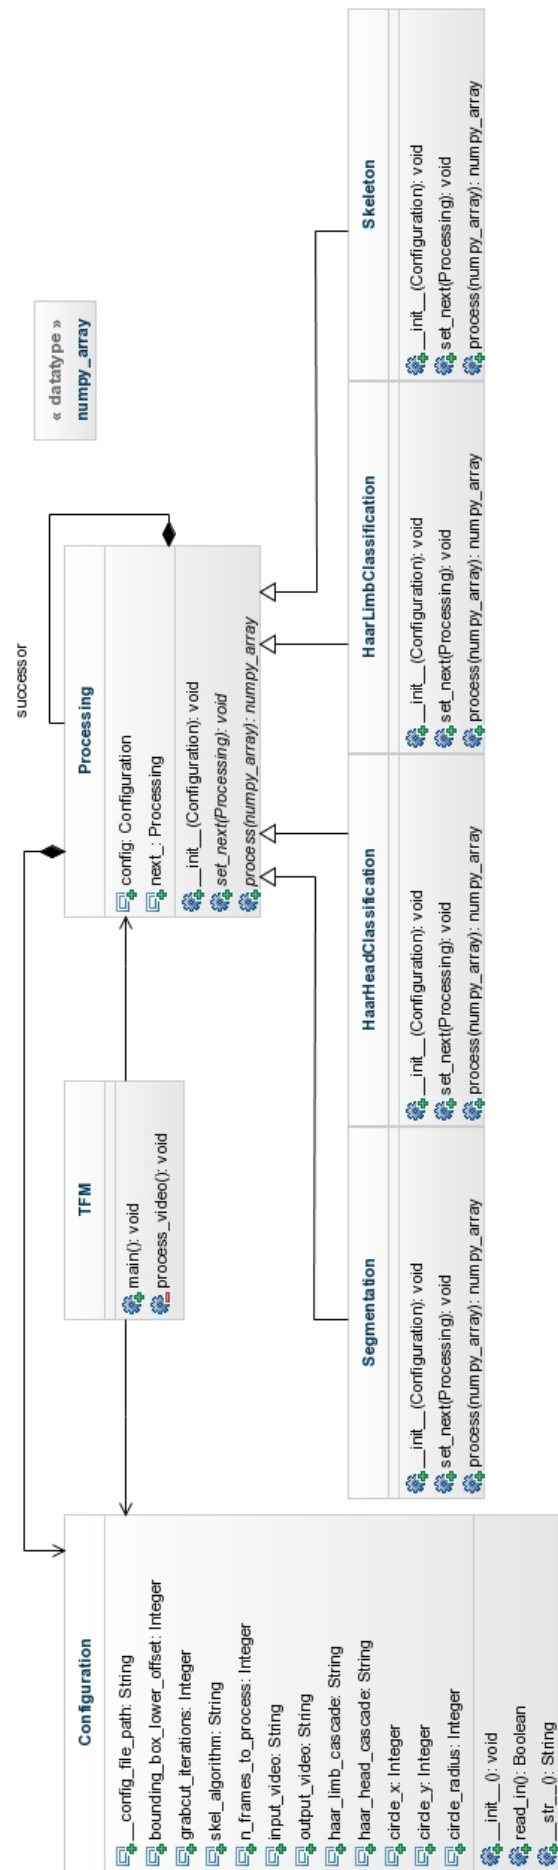 successor
Configuration
__config_file_path: String
bounding_box_lower_offset: Integer
grabcut_iterations: Integer
skel_algorithm: String
n_frames_to_process: Integer
input_video: String
output_video: String
haar_limb_cascade: String
haar_head_cascade: String
circle_x: Integer
circle_y: Integer
circle_radius: Integer
__init__(): void
read_in(): Boolean
__str__(): String
TFM
main(): void
process_video(): void
Processing
config: Configuration
next_: Processing
__init__(Configuration): void
set_next(Processing): void
process(numpy_array): numpy_array
« datatype »
numpy_array
Segmentation
__init__(Configuration): void
set_next(Processing): void
process(numpy_array): numpy_array
HaarHeadClassification
__init__(Configuration): void
set_next(Processing): void
process(numpy_array): numpy_array
HaarLimbClassification
__init__(Configuration): void
set_next(Processing): void
process(numpy_array): numpy_array
Skeleton
__init__(Configuration): void
set_next(Processing): void
process(numpy_array): numpy_array